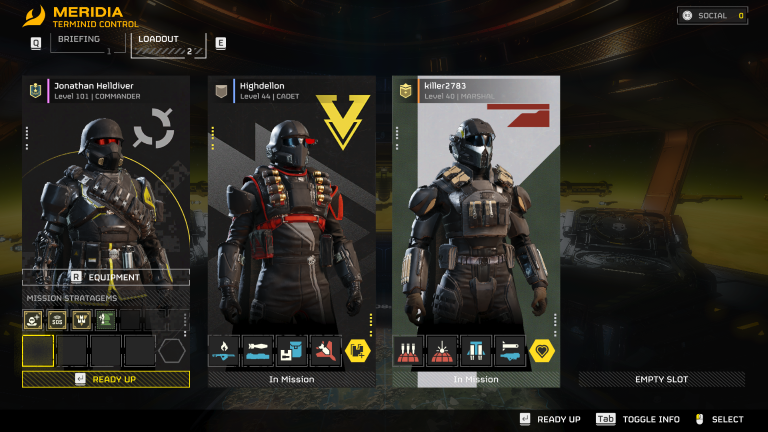 MERIDIA
TERMINID CONTROL
Q
BRIEFING
1
LOADOUT
2
E
SOCIAL 0
Jonathan Helldiver
Level 101 | COMMANDER
Highdellon
Level 44 | CADET
killer2783
Level 40 | MARSHAL
R EQUIPMENT
MISSION STRATAGEMS
SOS
READY UP
In Mission
In Mission
EMPTY SLOT
READY UP
Tab TOGGLE INFO
SELECT